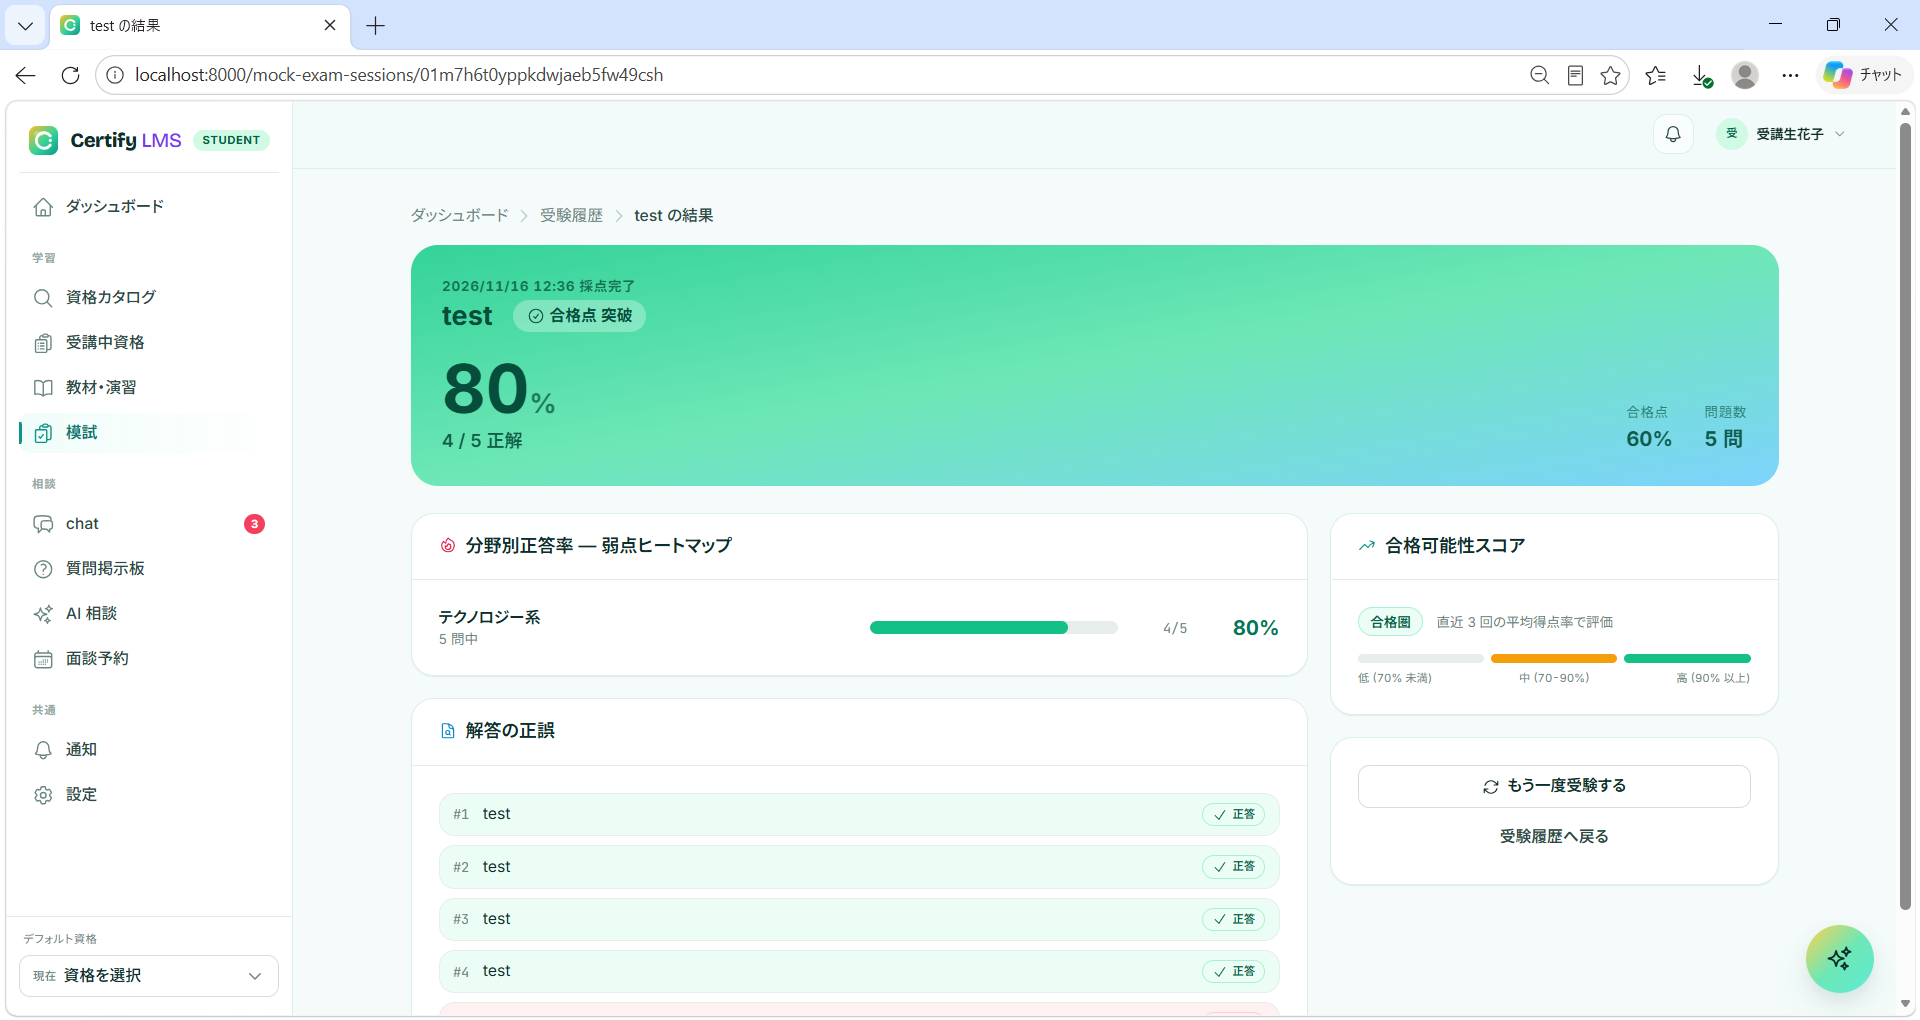 test の結果
localhost:8000/mock-exam-sessions/01m7h6t0yppkdwjaeb5fw49csh
チャット
Certify LMS STUDENT
受 受講生花子
ダッシュボード
学習
資格カタログ
受講中資格
教材・演習
模試
相談
chat 3
質問掲示板
AI 相談
面談予約
共通
通知
設定
デフォルト資格
現在 資格を選択
ダッシュボード 受験履歴 test の結果
2026/11/16 12:36 採点完了
test 合格点 突破
80%
4 / 5 正解
合格点 問題数
60% 5 問
分野別正答率 — 弱点ヒートマップ
テクノロジー系
5 問中
4/5 80%
解答の正誤
#1 test 正答
#2 test 正答
#3 test 正答
#4 test 正答
合格可能性スコア
合格圏 直近 3 回の平均得点率で評価
低 (70% 未満) 中 (70-90%) 高 (90% 以上)
もう一度受験する
受験履歴へ戻る